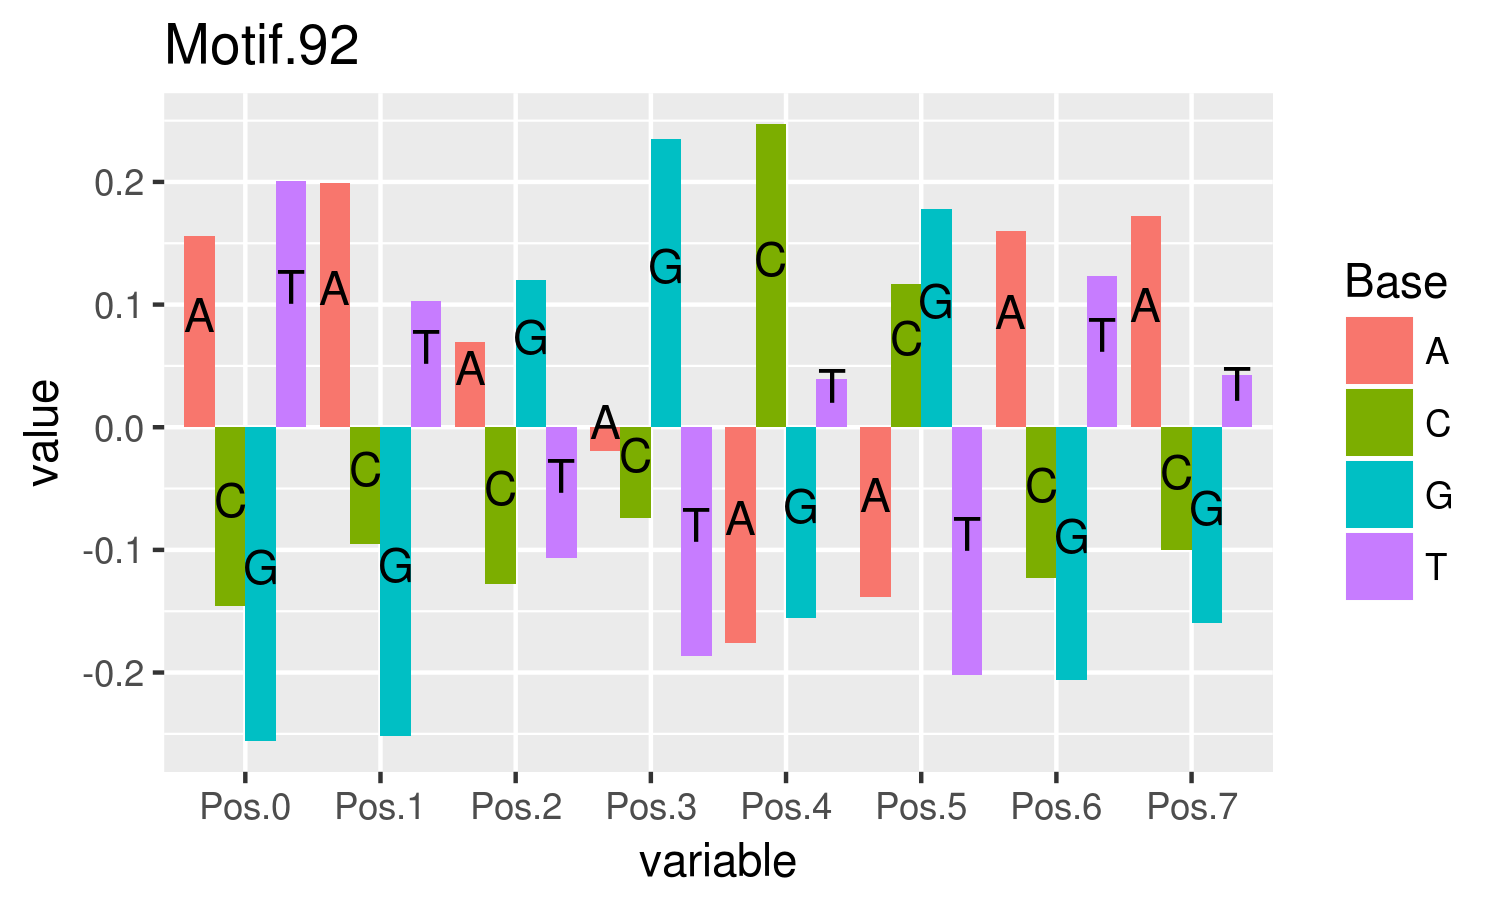 Motif.92
value
0.2
0.1
0.0
-0.1
-0.2
A C G T
A C G T
A C G T
A C G T
A C G T
A C G T
A C G T
A C G T
Pos.0 Pos.1 Pos.2 Pos.3 Pos.4 Pos.5 Pos.6 Pos.7
variable
Base
A
C
G
T